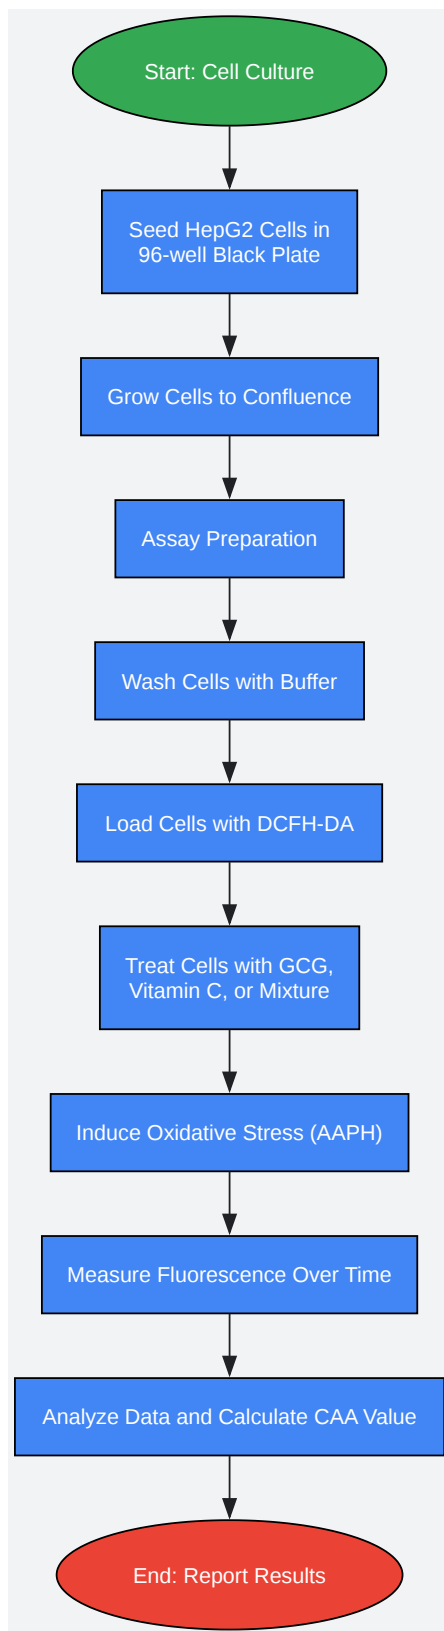 Start: Cell Culture
Seed HepG2 Cells in
96-well Black Plate
Grow Cells to Confluence
Assay Preparation
Wash Cells with Buffer
Load Cells with DCFH-DA
Treat Cells with GCG,
Vitamin C, or Mixture
Induce Oxidative Stress (AAPH)
Measure Fluorescence Over Time
Analyze Data and Calculate CAA Value
End: Report Results